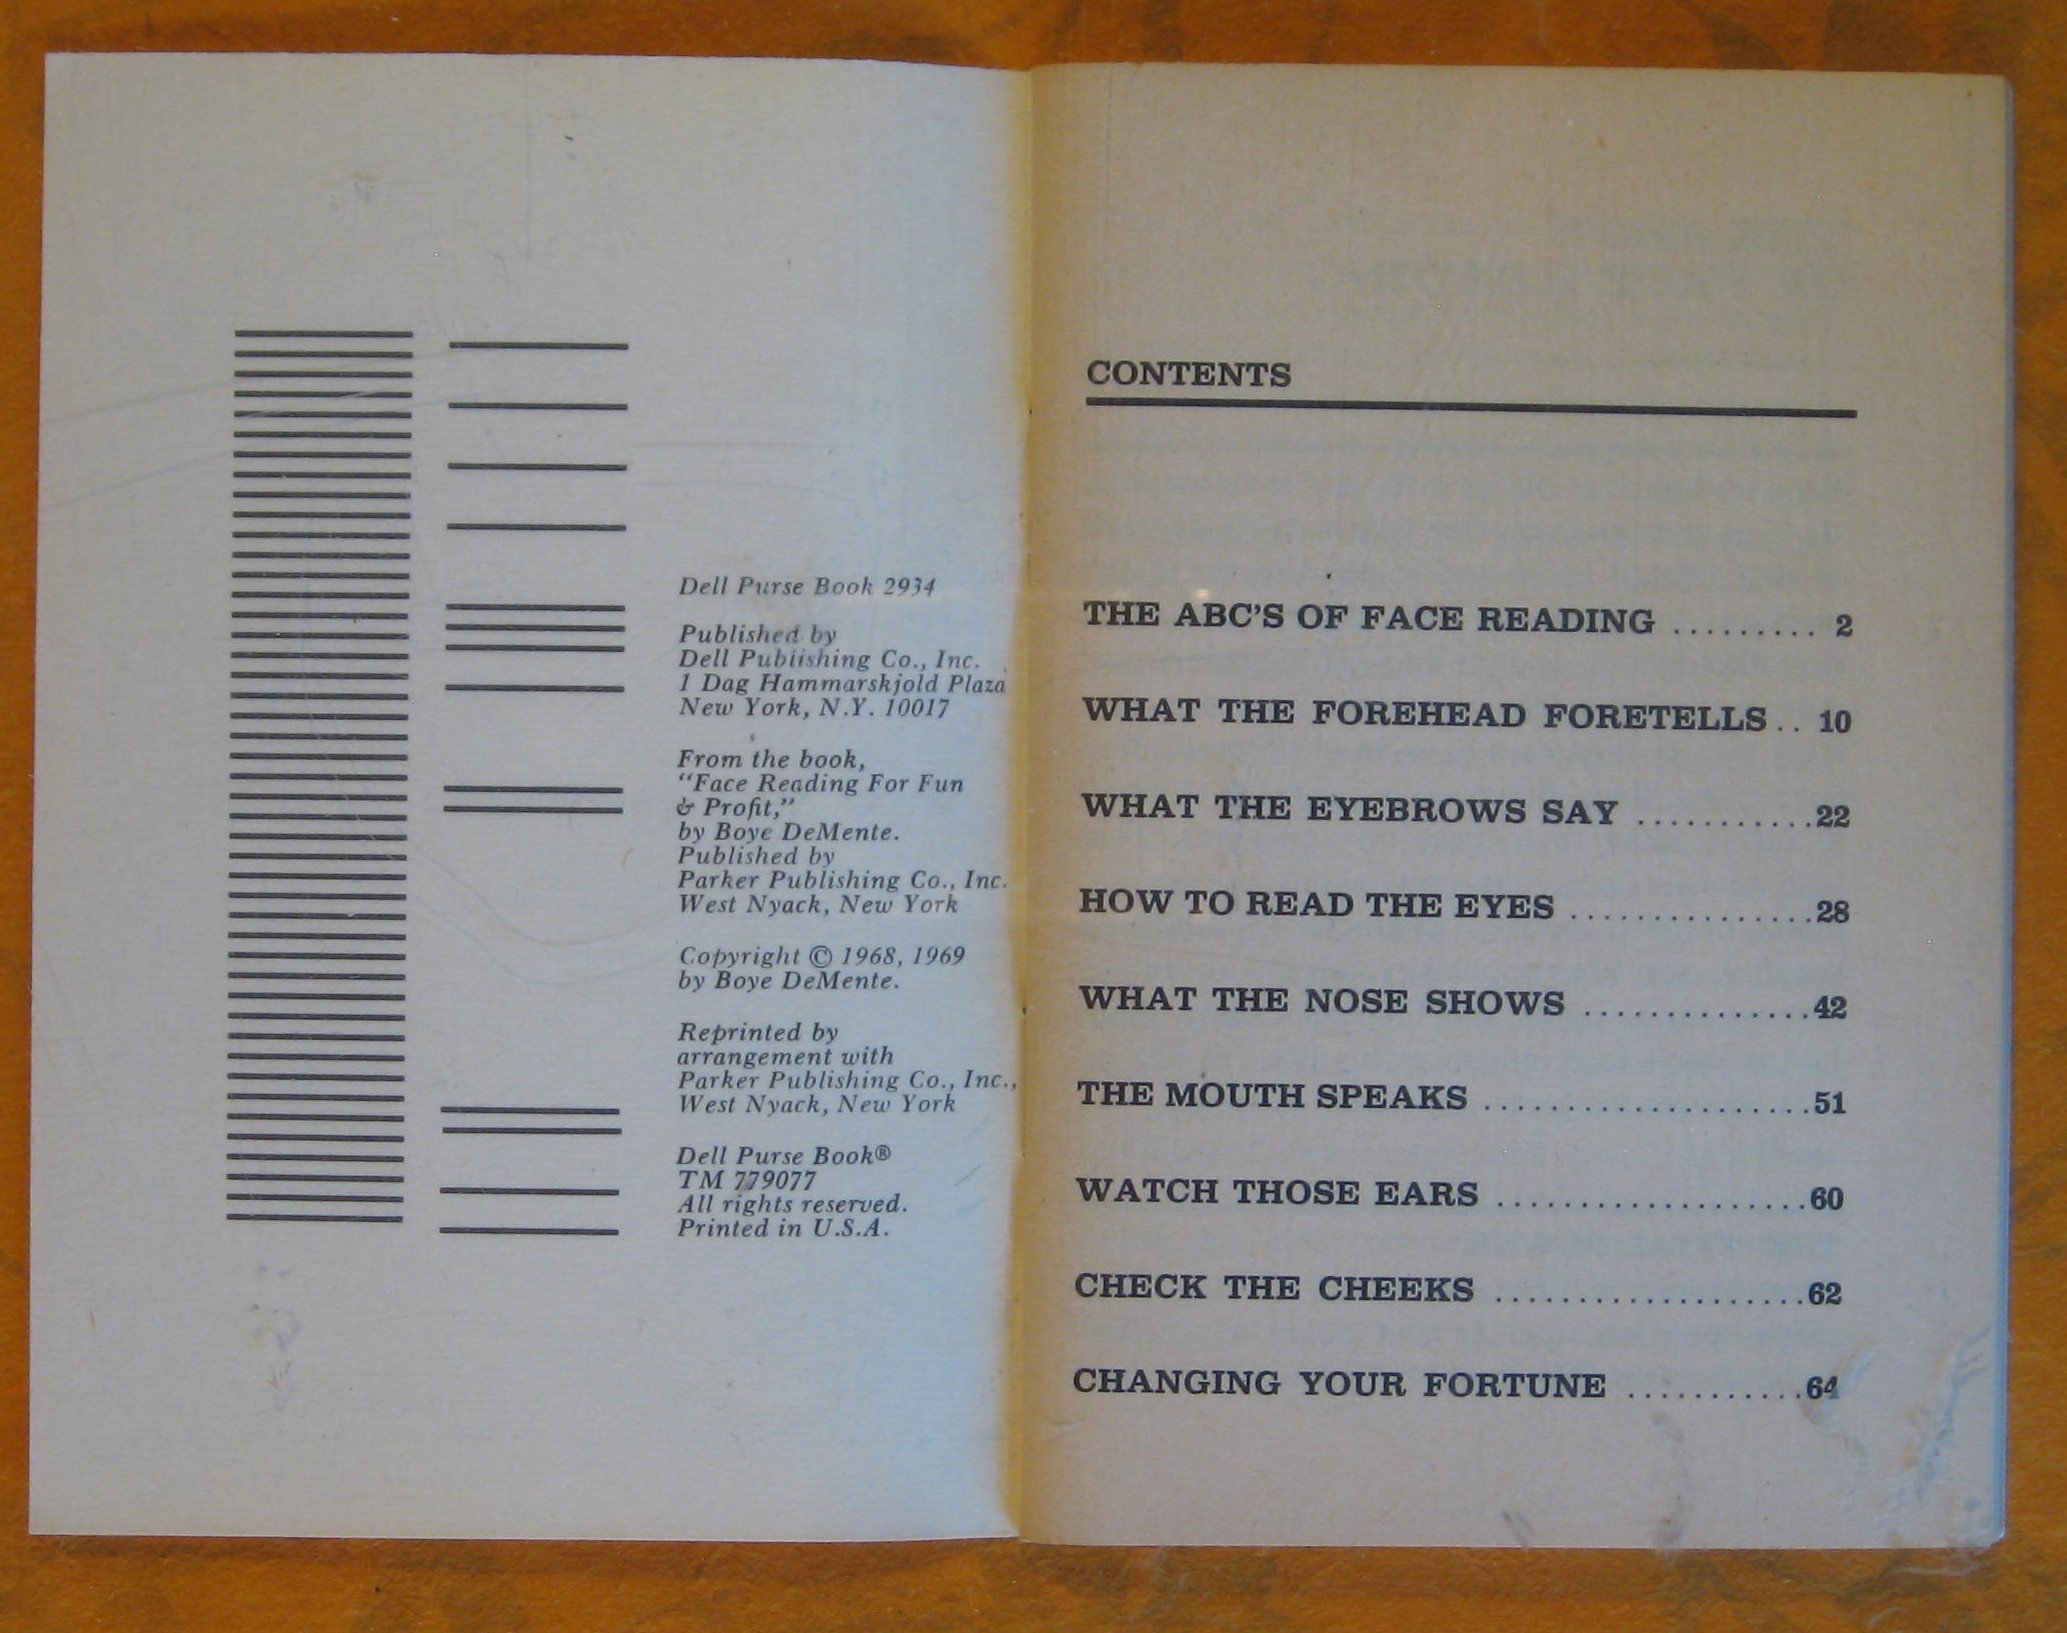 Dell Purse Book 2934
Published by
Dell Publishing Co., Inc.
1 Dag Hammarskjold Plaza
New York, N.Y. 10017
From the book,
“Face Reading For Fun
& Profit,”
by Boye DeMente.
Published by
Parker Publishing Co., Inc.
West Nyack, New York
Copyright © 1968, 1969
by Boye DeMente.
Reprinted by
arrangement with
Parker Publishing Co., Inc.,
West Nyack, New York
Dell Purse Book®
TM 779077
All rights reserved.
Printed in U.S.A.
CONTENTS
THE ABC’S OF FACE READING ......... 2
WHAT THE FOREHEAD FORETELLS.. 10
WHAT THE EYEBROWS SAY ...........22
HOW TO READ THE EYES ...............28
WHAT THE NOSE SHOWS ..............42
THE MOUTH SPEAKS ....................51
WATCH THOSE EARS ...................60
CHECK THE CHEEKS ...................62
CHANGING YOUR FORTUNE ...........64